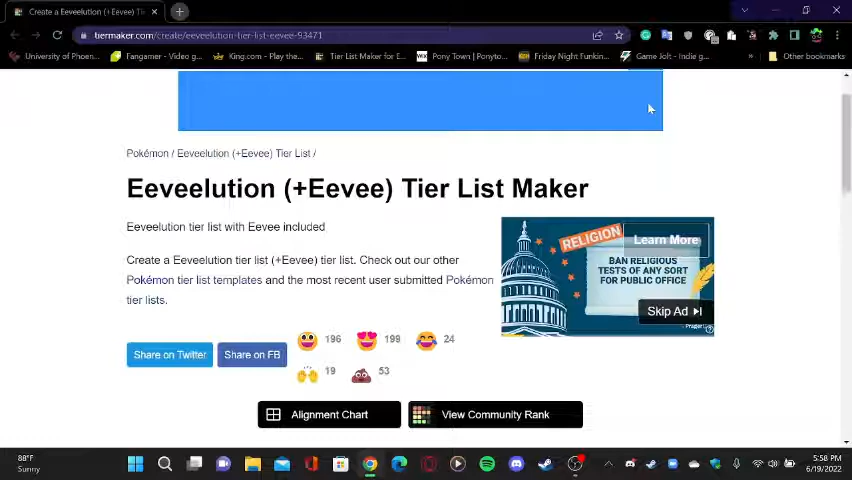 Create a Eeveelution (+Eevee) Tie
tiermaker.com/create/eeveelution-tier-list-eevee-93471
University of Phoen...
Fangamer - Video g...
King.com - Play the...
Tier List Maker for E...
Pony Town | Ponyto...
Friday Night Funkin...
Game Jolt - Indie g...
»
Other bookmarks
Pokémon / Eeveelution (+Eevee) Tier List /
Eeveelution (+Eevee) Tier List Maker
Eeveelution tier list with Eevee included
Create a Eeveelution tier list (+Eevee) tier list. Check out our other
Pokémon tier list templates and the most recent user submitted Pokémon
tier lists.
RELIGION
Learn More
BAN RELIGIOUS
TESTS OF ANY SORT
FOR PUBLIC OFFICE
Skip Ad
PragerU
Share on Twitter
Share on FB
196
199
24
19
53
Alignment Chart
View Community Rank
88°F
Sunny
5:58 PM
6/19/2022